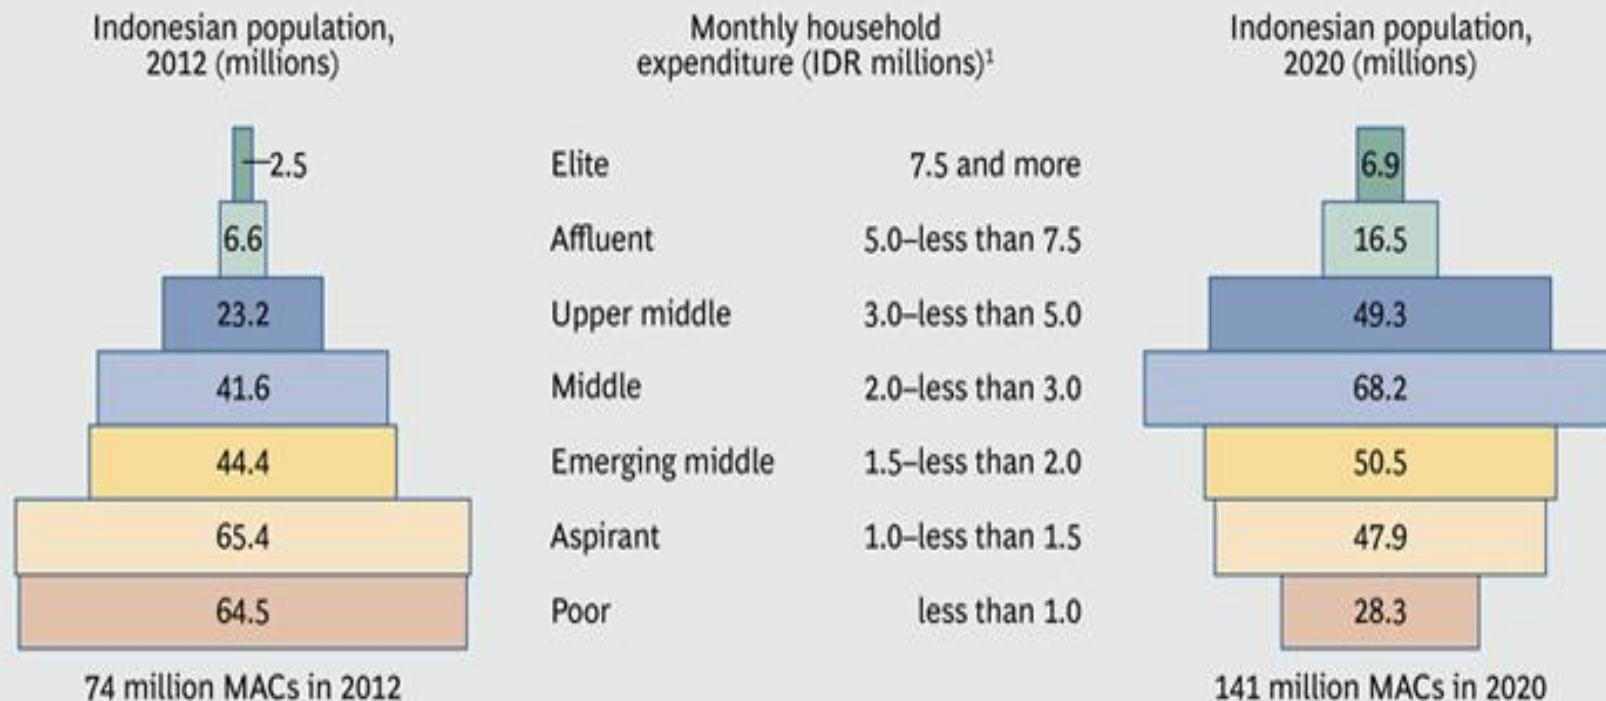 Indonesian population,
2012 (millions)
Monthly household
expenditure (IDR millions)¹
Indonesian population,
2020 (millions)
2.5
Elite
7.5 and more
6.9
6.6
Affluent
5.0–less than 7.5
16.5
23.2
Upper middle
3.0–less than 5.0
49.3
41.6
Middle
2.0–less than 3.0
68.2
44.4
Emerging middle
1.5–less than 2.0
50.5
65.4
Aspirant
1.0–less than 1.5
47.9
64.5
Poor
less than 1.0
28.3
74 million MACs in 2012
141 million MACs in 2020